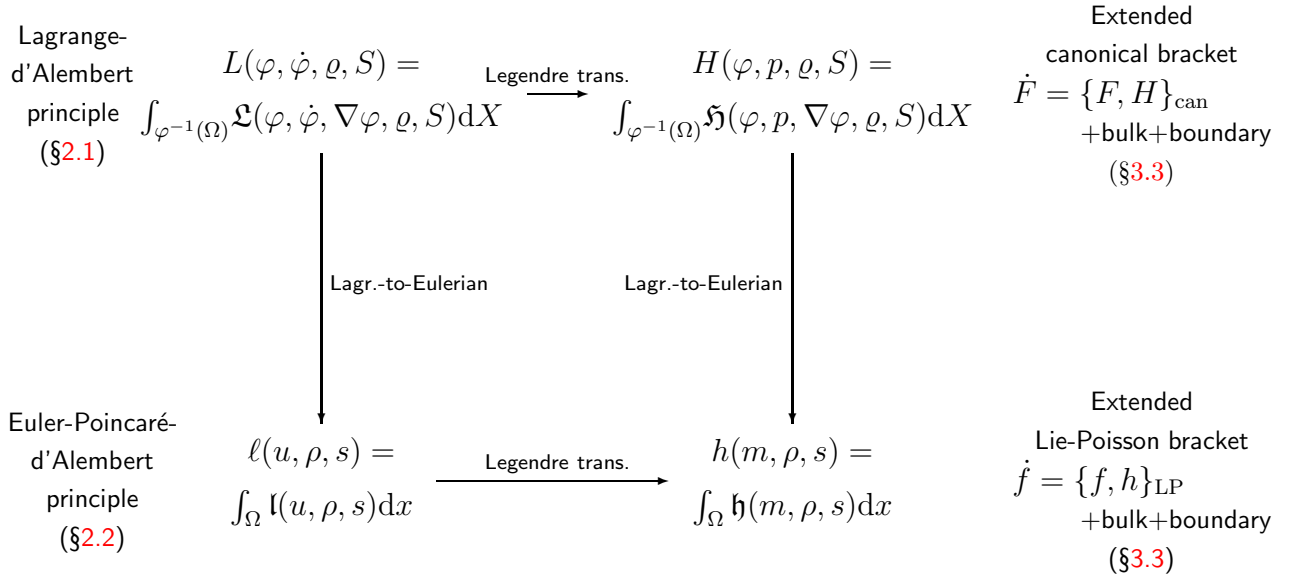 Lagrange-
d'Alembert
principle
(§2.1)
L(φ, φ̇, ϱ, S) =
∫_{φ⁻¹(Ω)} 𝔏(φ, φ̇, ∇φ, ϱ, S)dX
Legendre trans.
H(φ, p, ϱ, S) =
∫_{φ⁻¹(Ω)} ℌ(φ, p, ∇φ, ϱ, S)dX
Extended
canonical bracket
Ḟ = {F, H}_can
+bulk+boundary
(§3.3)
Lagr.-to-Eulerian
Lagr.-to-Eulerian
Euler-Poincaré-
d'Alembert
principle
(§2.2)
ℓ(u, ρ, s) =
∫_Ω 𝔩(u, ρ, s)dx
Legendre trans.
h(m, ρ, s) =
∫_Ω 𝔥(m, ρ, s)dx
Extended
Lie-Poisson bracket
ḟ = {f, h}_LP
+bulk+boundary
(§3.3)